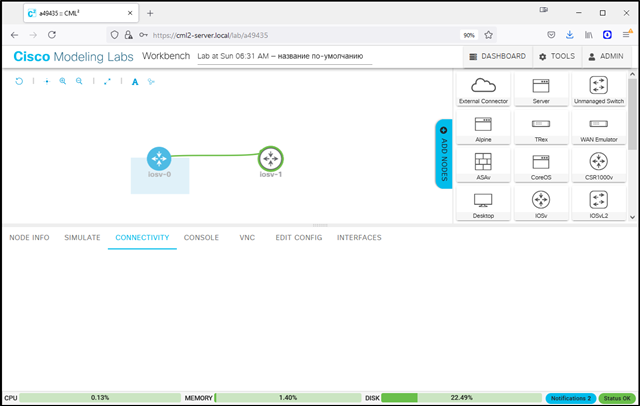 a49435 :: CML²
https://cml2-server.local/lab/a49435
90%
Cisco Modeling Labs
Workbench
Lab at Sun 06:31 AM — название по-умолчанию
DASHBOARD
TOOLS
ADMIN
A
iosv-0
iosv-1
ADD NODES
External Connector
Server
Unmanaged Switch
Alpine
TRex
WAN Emulator
ASAv
CoreOS
CSR1000v
Desktop
IOSv
IOSvL2
NODE INFO
SIMULATE
CONNECTIVITY
CONSOLE
VNC
EDIT CONFIG
INTERFACES
CPU
0.13%
MEMORY
1.40%
DISK
22.49%
Notifications 2
Status OK